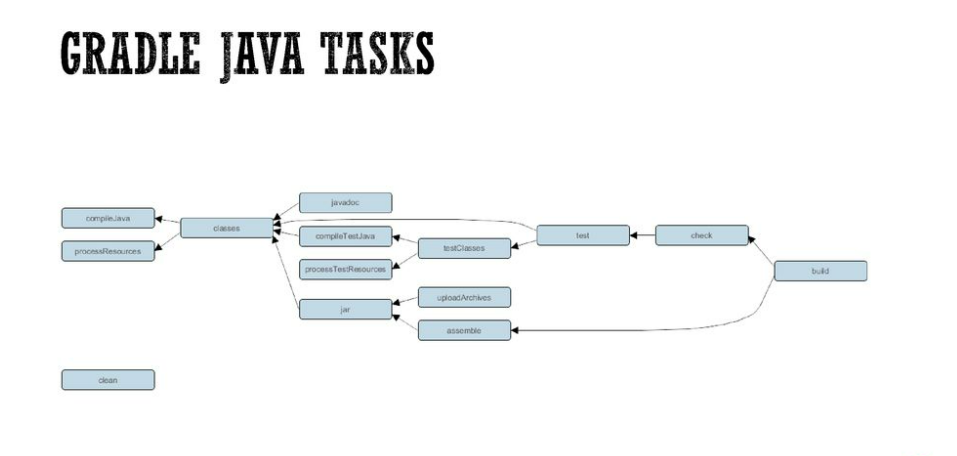 GRADLE JAVA TASKS
javadoc
compileJava
classes
compileTestJava
test
check
processResources
testClasses
processTestResources
build
uploadArchives
jar
assemble
clean